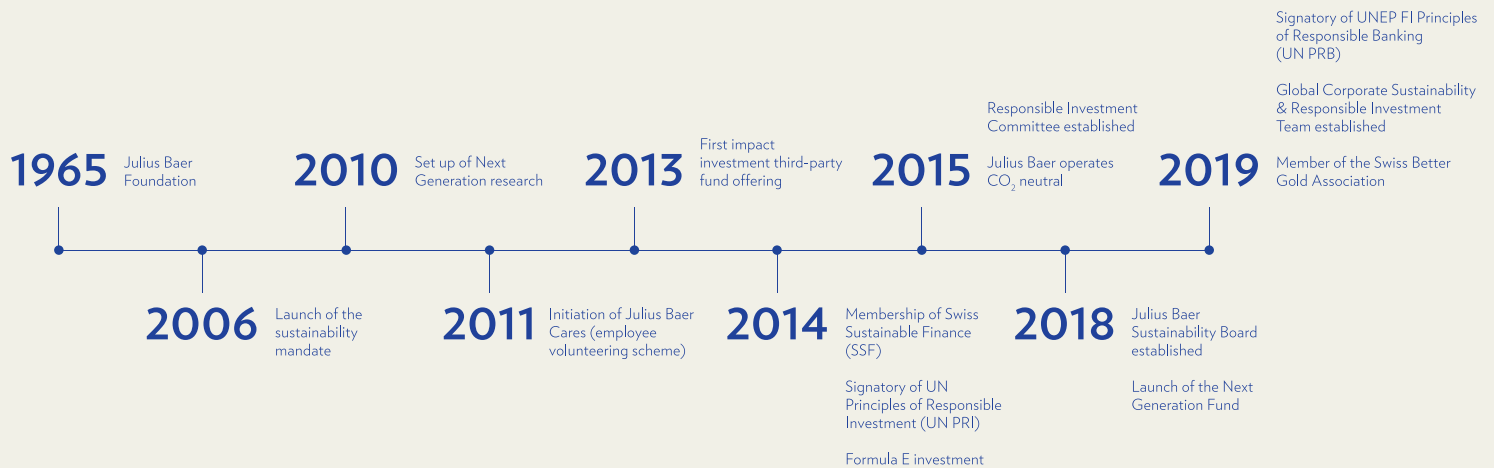 1965
Julius Baer
Foundation
2006
Launch of the
sustainability
mandate
2010
Set up of Next
Generation research
2011
Initiation of Julius Baer
Cares (employee
volunteering scheme)
2013
First impact
investment third-party
fund offering
2014
Membership of Swiss
Sustainable Finance
(SSF)
Signatory of UN
Principles of Responsible
Investment (UN PRI)
Formula E investment
2015
Responsible Investment
Committee established
Julius Baer operates
CO₂ neutral
2018
Julius Baer
Sustainability Board
established
Launch of the Next
Generation Fund
2019
Signatory of UNEP FI Principles
of Responsible Banking
(UN PRB)
Global Corporate Sustainability
& Responsible Investment
Team established
Member of the Swiss Better
Gold Association